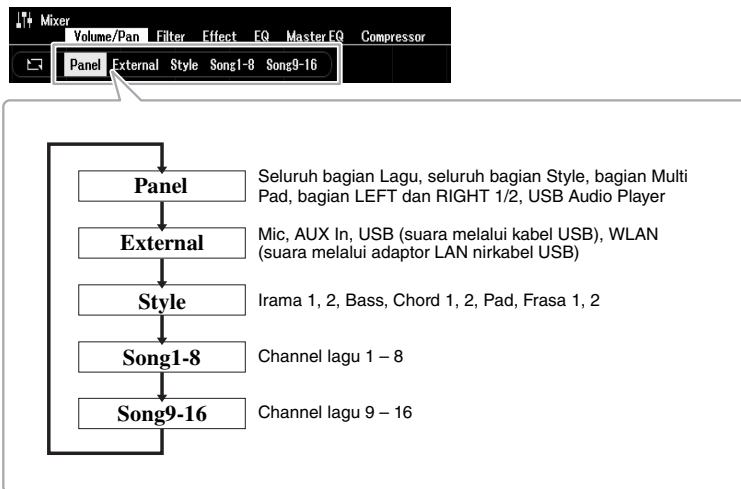 Mixer
Volume/Pan Filter Effect EQ Master EQ Compressor
Panel External Style Song1-8 Song9-16
Panel
Seluruh bagian Lagu, seluruh bagian Style, bagian Multi
Pad, bagian LEFT dan RIGHT 1/2, USB Audio Player
External
Mic, AUX In, USB (suara melalui kabel USB), WLAN
(suara melalui adaptor LAN nirkabel USB)
Style
Irama 1, 2, Bass, Chord 1, 2, Pad, Frasa 1, 2
Song1-8
Channel lagu 1 – 8
Song9-16
Channel lagu 9 – 16